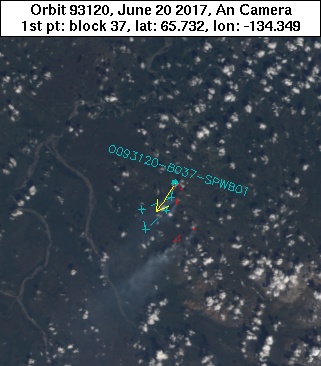 Orbit 93120, June 20 2017, An Camera
1st pt: block 37, lat: 65.732, lon: -134.349
O093120-B037-SPWB01